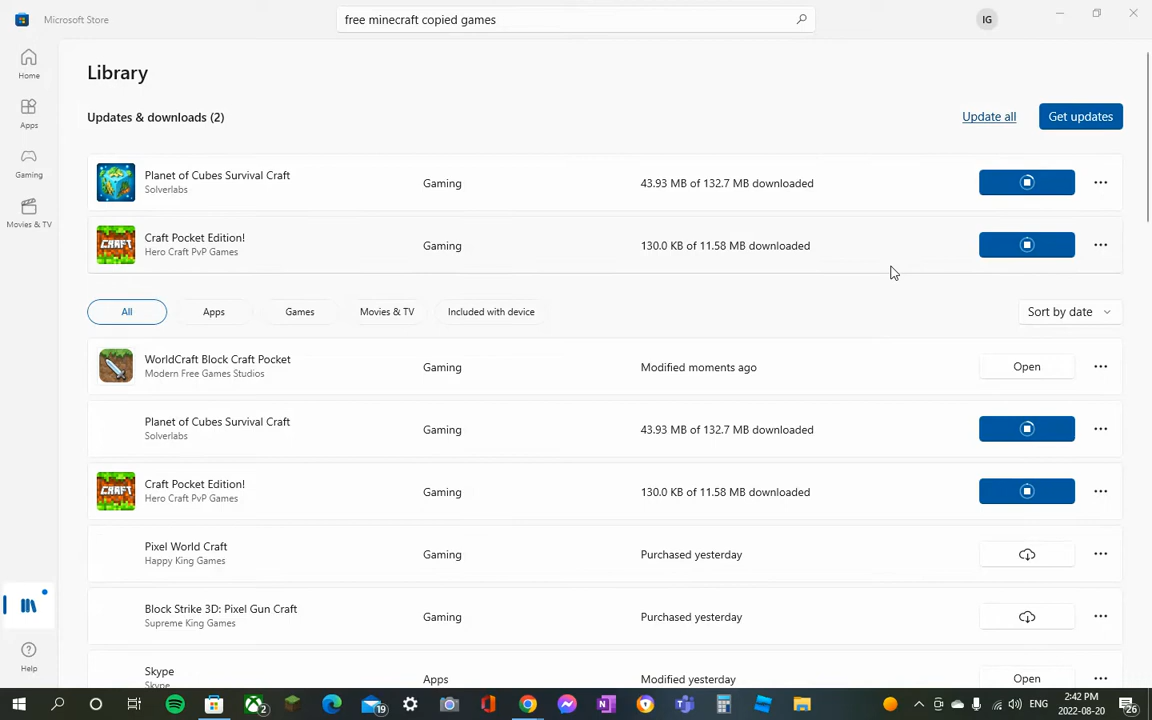 Microsoft Store
free minecraft copied games
IG
Home
Apps
Gaming
Movies & TV
Help
Library
Updates & downloads (2)
Update all
Get updates
Planet of Cubes Survival Craft
Solverlabs
Gaming
43.93 MB of 132.7 MB downloaded
CRAFT
Craft Pocket Edition!
Hero Craft PvP Games
Gaming
130.0 KB of 11.58 MB downloaded
All
Apps
Games
Movies & TV
Included with device
Sort by date
WorldCraft Block Craft Pocket
Modern Free Games Studios
Gaming
Modified moments ago
Open
Planet of Cubes Survival Craft
Solverlabs
Gaming
43.93 MB of 132.7 MB downloaded
CRAFT
Craft Pocket Edition!
Hero Craft PvP Games
Gaming
130.0 KB of 11.58 MB downloaded
Pixel World Craft
Happy King Games
Gaming
Purchased yesterday
Block Strike 3D: Pixel Gun Craft
Supreme King Games
Gaming
Purchased yesterday
Skype
Skype
Apps
Modified yesterday
Open
2
19
ENG
2:42 PM
2022-08-20
26